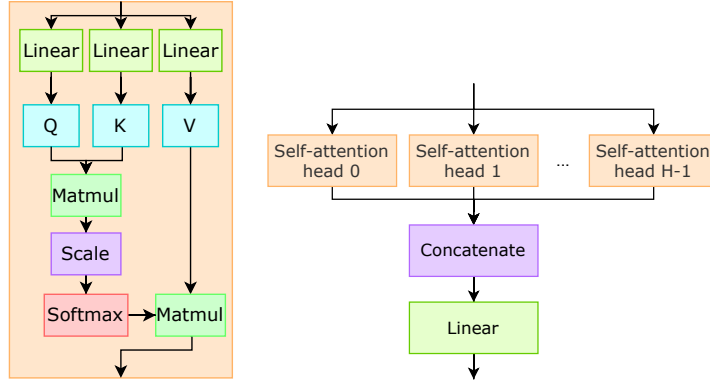 Linear Linear Linear
Q K V
Matmul
Scale
Softmax Matmul
Self-attention
head 0
Self-attention
head 1
...
Self-attention
head H-1
Concatenate
Linear